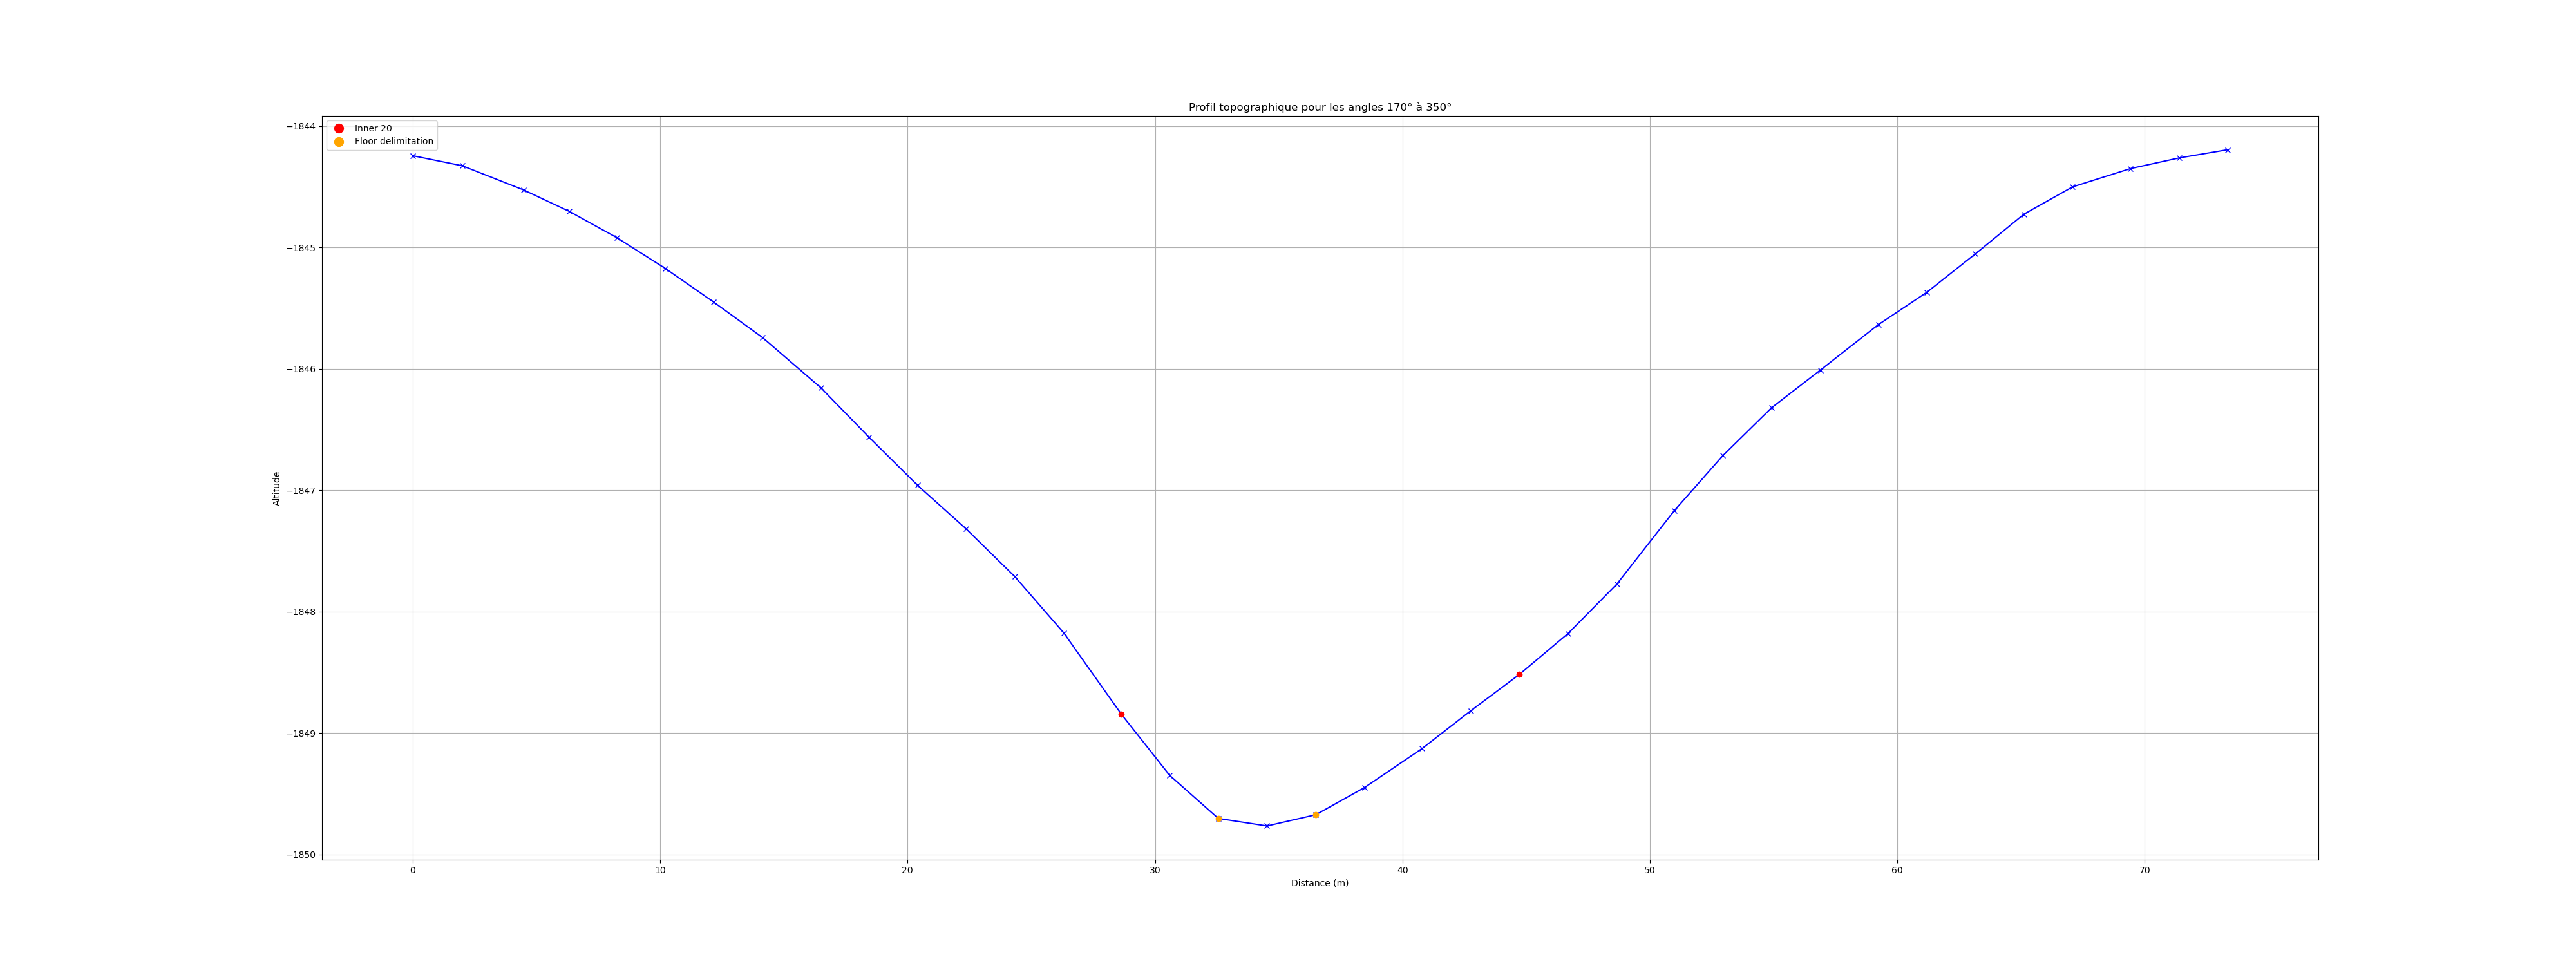 Profil topographique pour les angles 170° à 350°
Inner 20
Floor delimitation
−1844
−1845
−1846
−1847
−1848
−1849
−1850
Altitude
0 10 20 30 40 50 60 70
Distance (m)